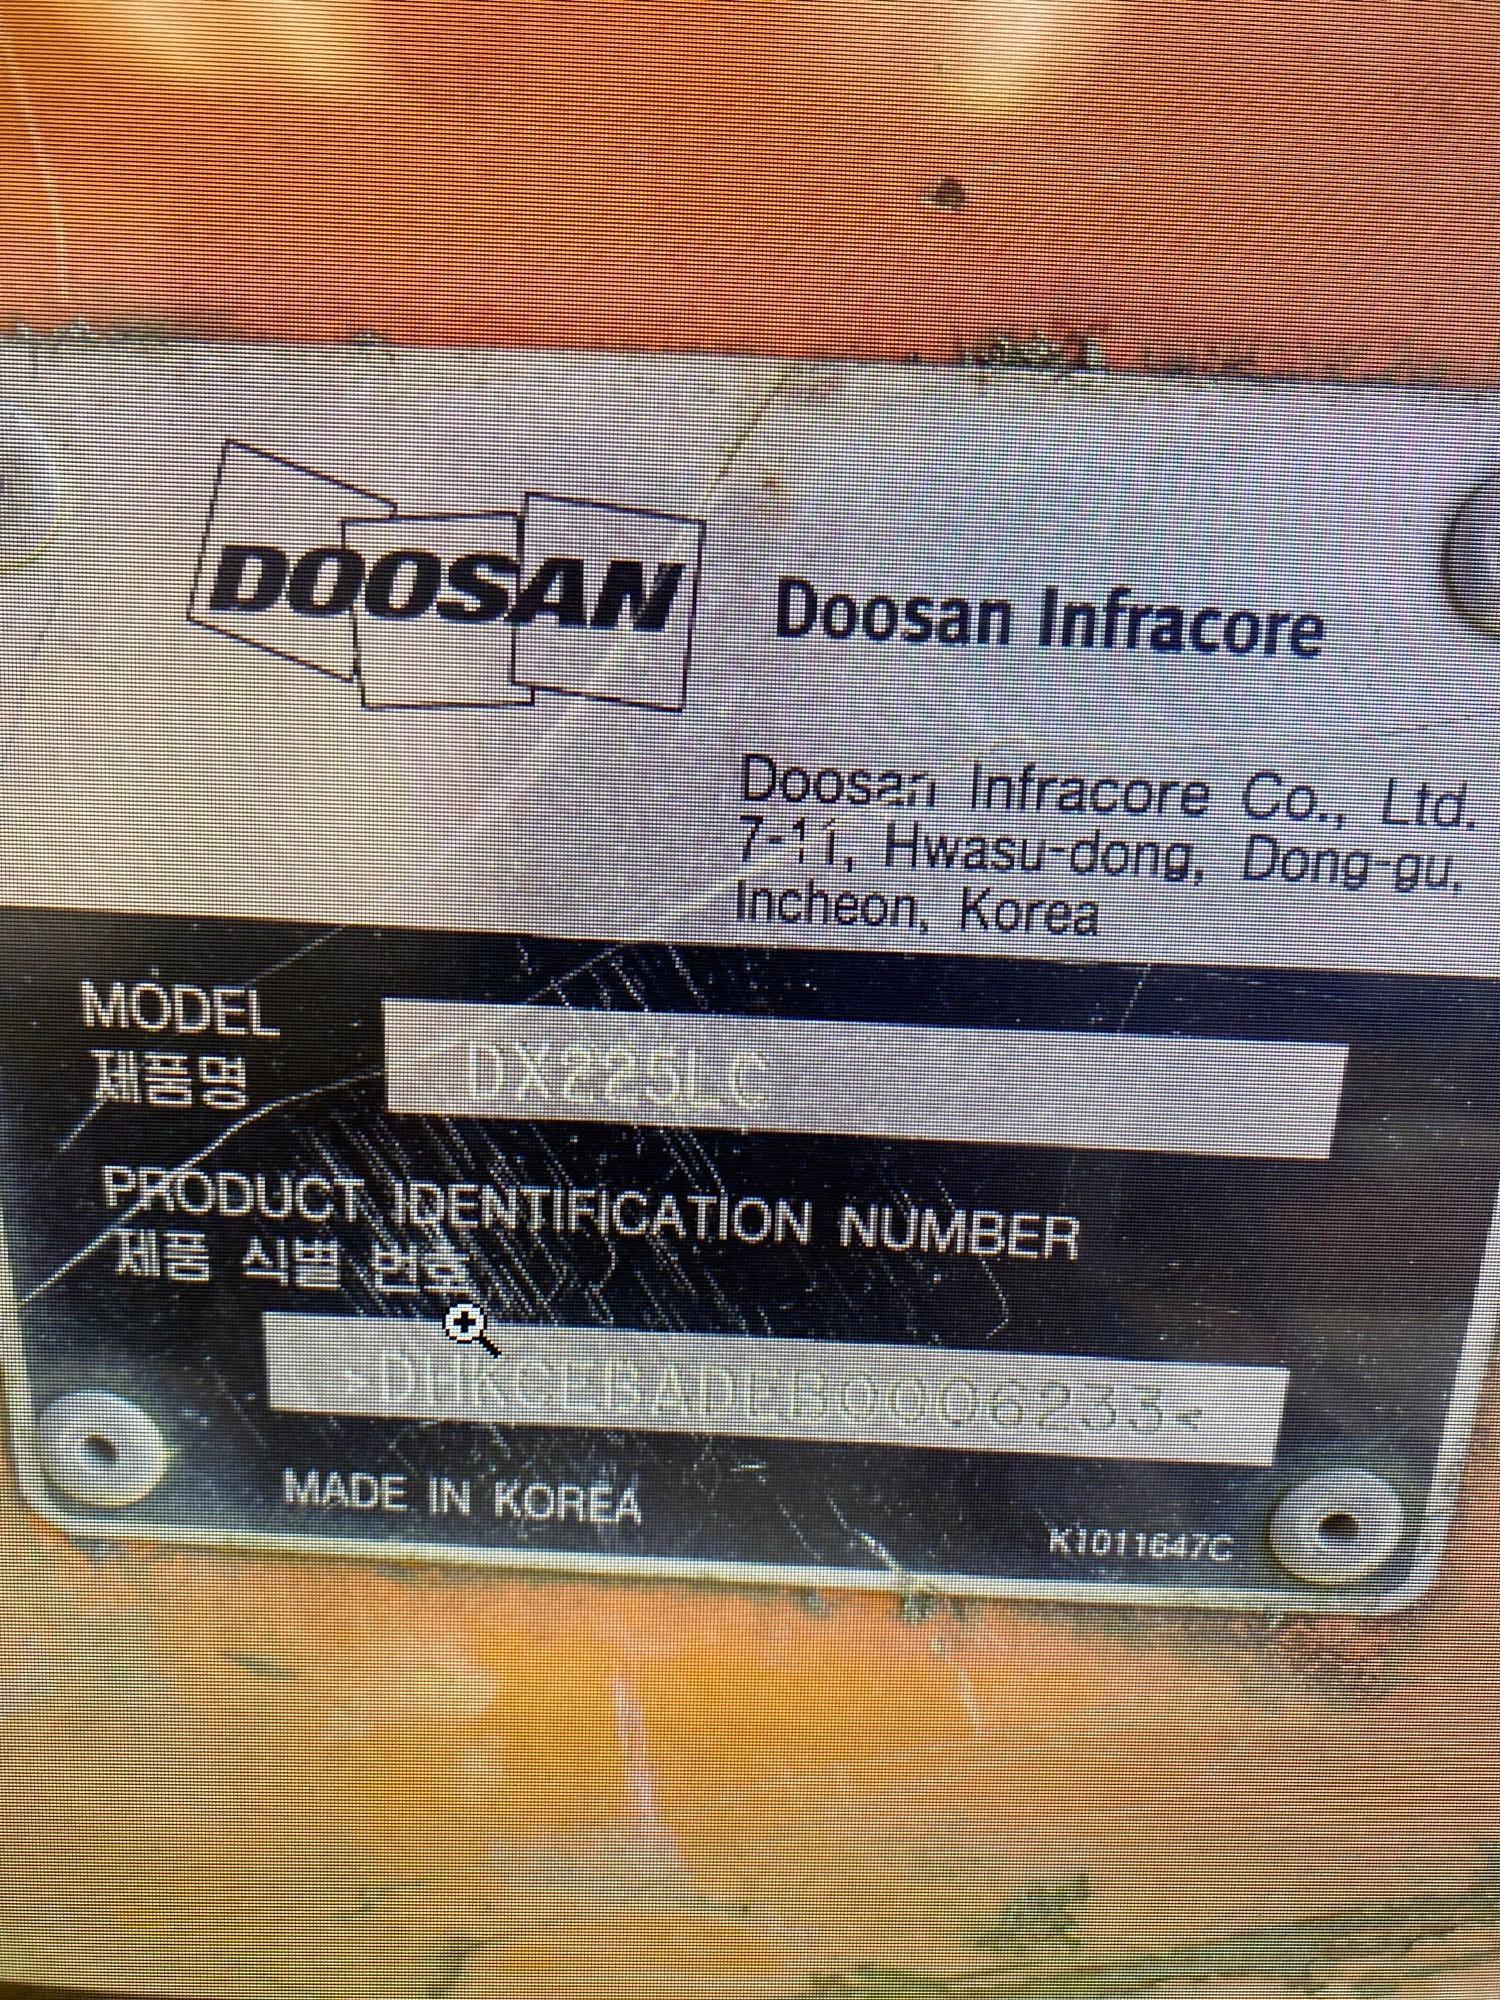 DOOSAN
Doosan Infracore
Doosan Infracore Co., Ltd.
7-11, Hwasu-dong, Dong-gu,
Incheon, Korea
MODEL
제품명
DX225LC
PRODUCT IDENTIFICATION NUMBER
제품 식별 번호
>DHKCEBADEB0006233<
MADE IN KOREA
K1011647C